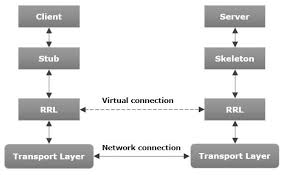 Client
Server
Stub
Skeleton
Virtual connection
RRL
RRL
Network connection
Transport Layer
Transport Layer